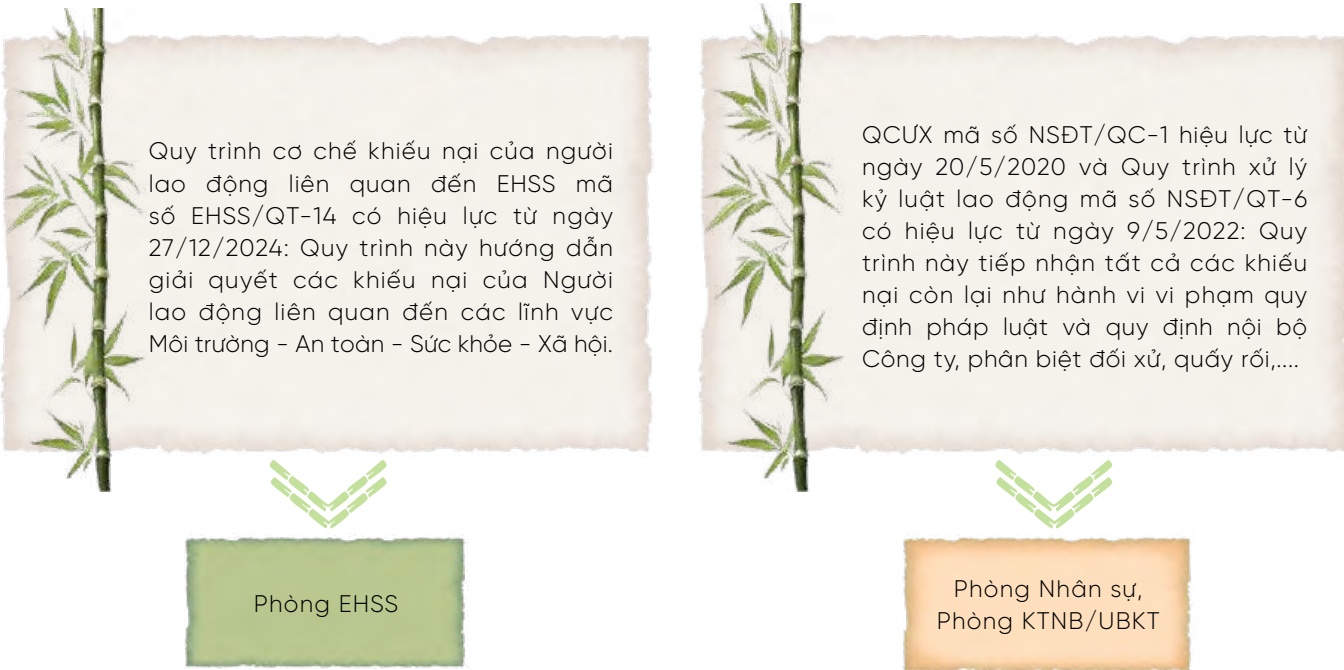 Quy trình cơ chế khiếu nại của người
lao động liên quan đến EHSS mã
số EHSS/QT-14 có hiệu lực từ ngày
27/12/2024: Quy trình này hướng dẫn
giải quyết các khiếu nại của Người
lao động liên quan đến các lĩnh vực
Môi trường - An toàn - Sức khỏe - Xã hội.
Phòng EHSS
QCƯX mã số NSĐT/QC-1 hiệu lực từ
ngày 20/5/2020 và Quy trình xử lý
kỷ luật lao động mã số NSĐT/QT-6
có hiệu lực từ ngày 9/5/2022: Quy
trình này tiếp nhận tất cả các khiếu
nại còn lại như hành vi vi phạm quy
định pháp luật và quy định nội bộ
Công ty, phân biệt đối xử, quấy rối,....
Phòng Nhân sự,
Phòng KTNB/UBKT